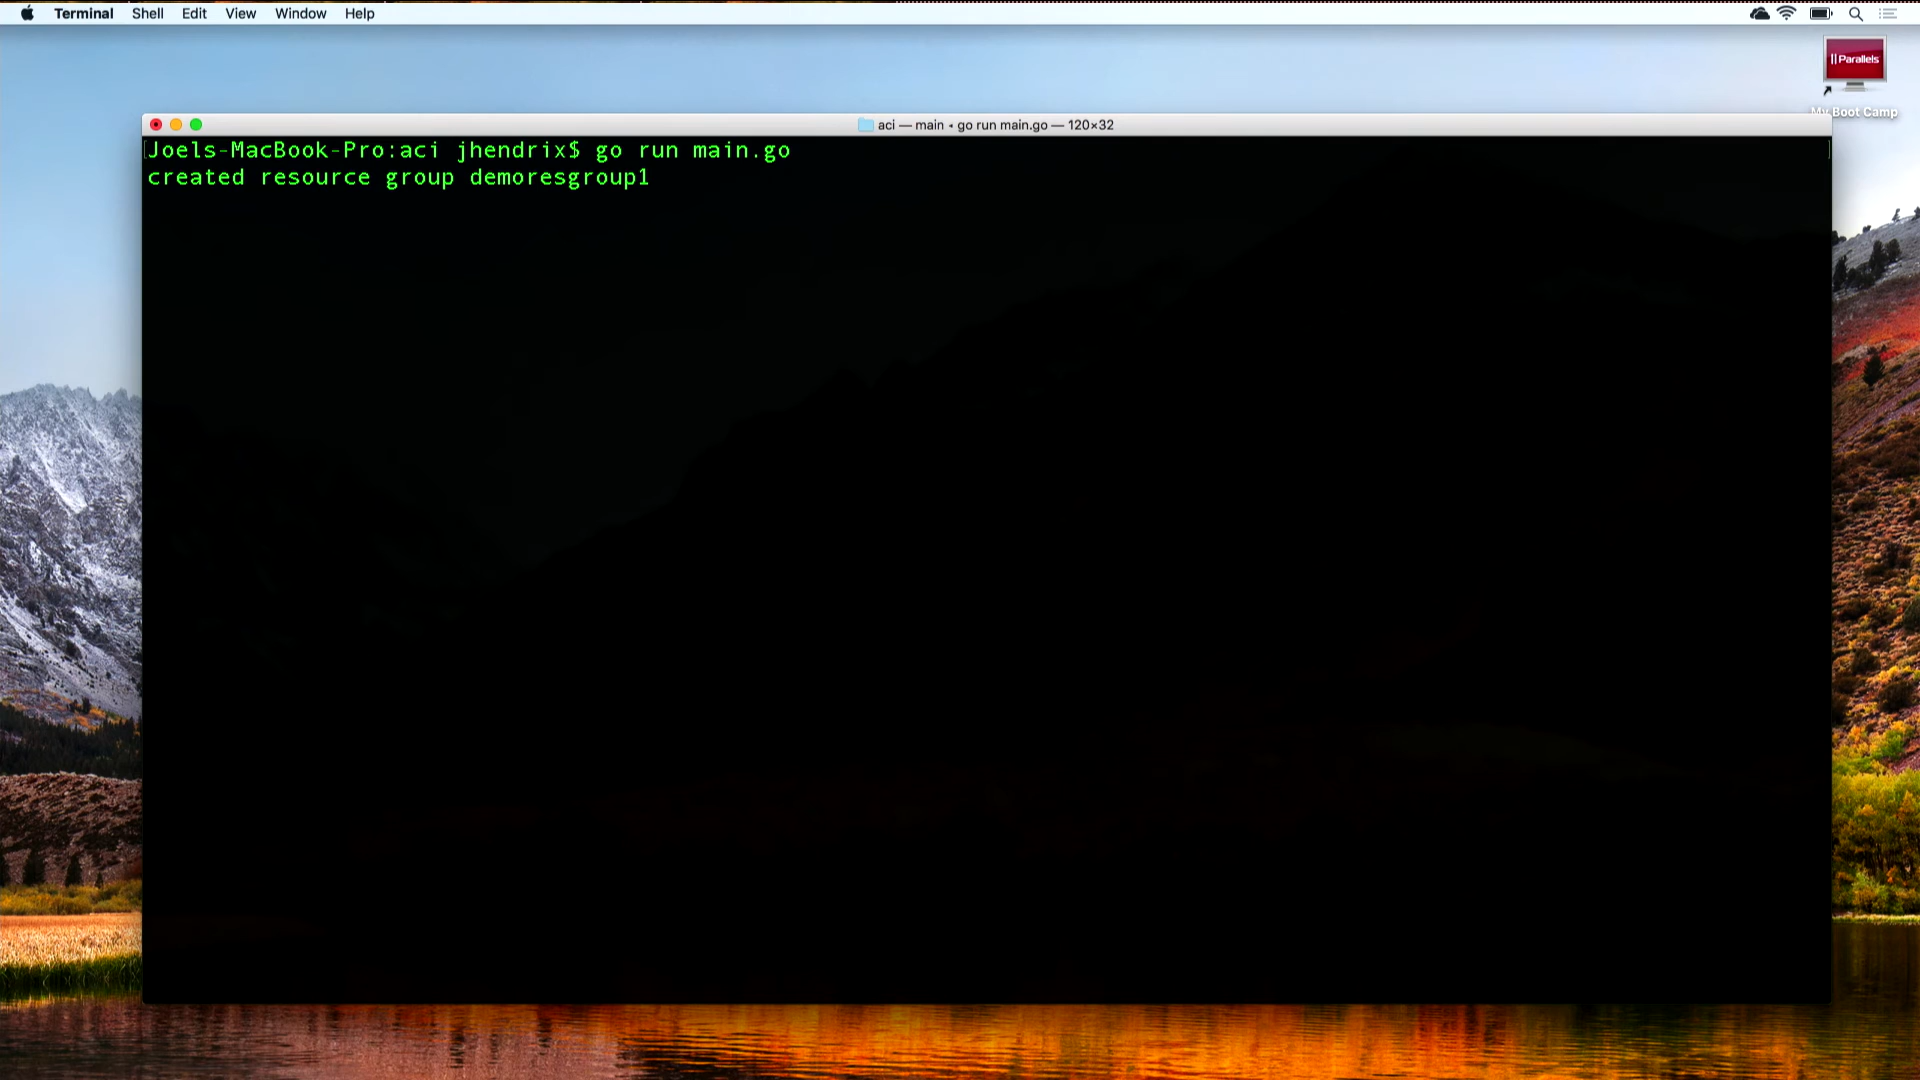 Terminal Shell Edit View Window Help
|| Parallels
My Boot Camp
aci — main • go run main.go — 120×32
Joels-MacBook-Pro:aci jhendrix$ go run main.go
created resource group demoresgroup1